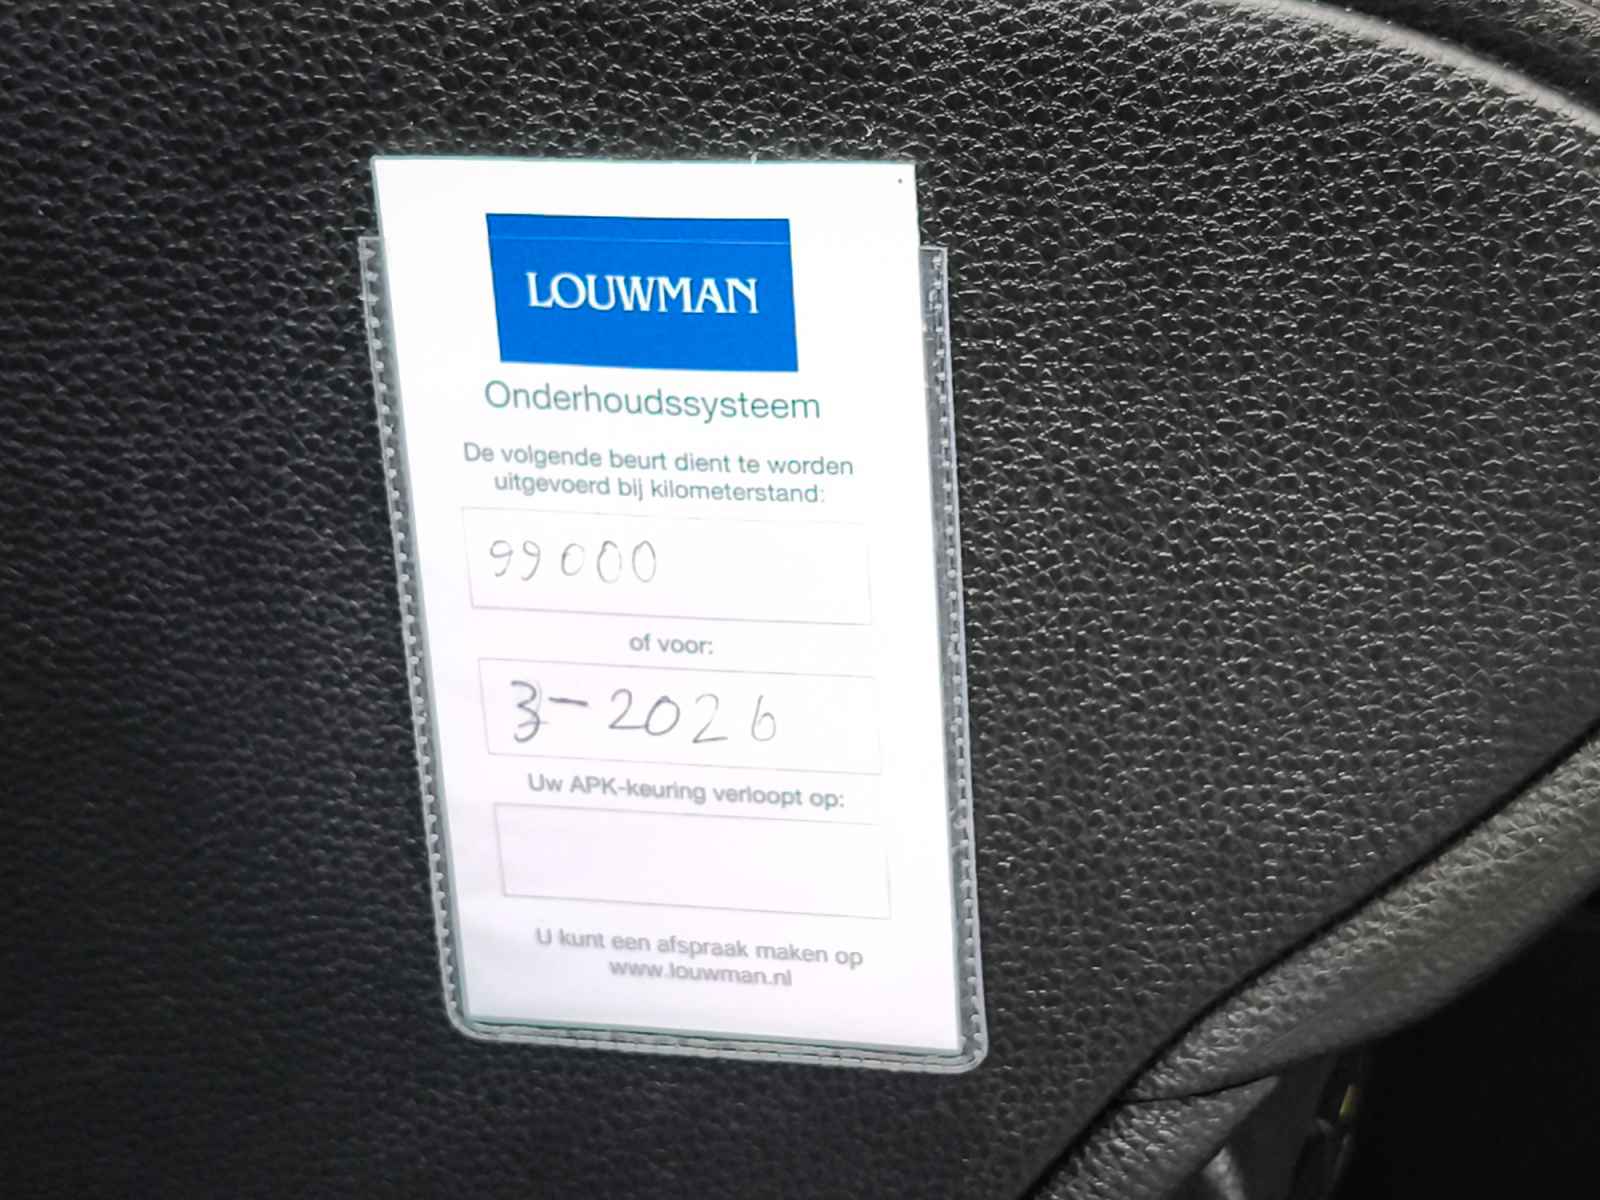 LOUWMAN
Onderhoudssysteem
De volgende beurt dient te worden
uitgevoerd bij kilometerstand:
99000
of voor:
3-2026
Uw APK-keuring verloopt op:
U kunt een afspraak maken op
www.louwman.nl